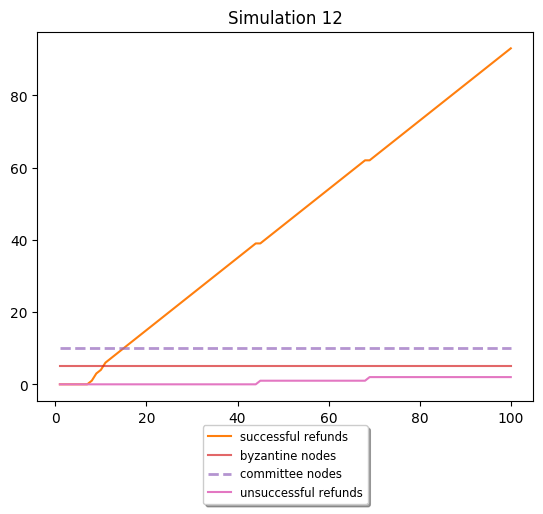 Simulation 12
80
60
40
20
0
0 20 40 60 80 100
successful refunds
byzantine nodes
committee nodes
unsuccessful refunds